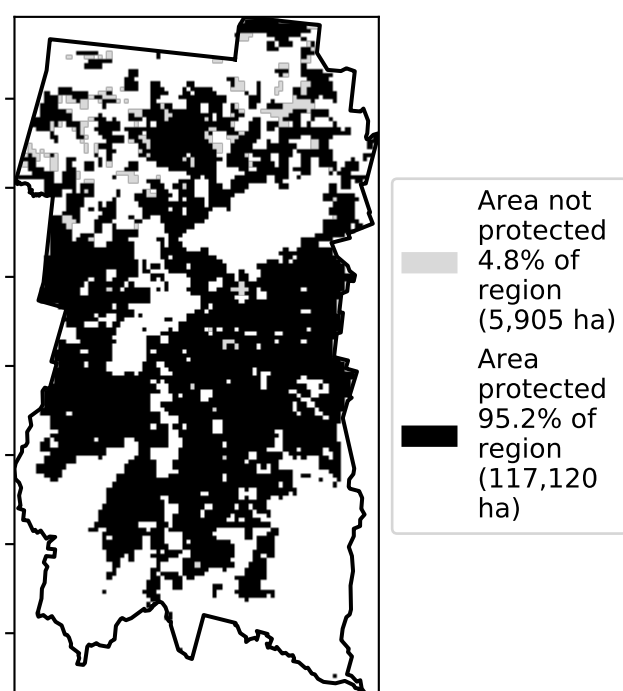 Area not
protected
4.8% of
region
(5,905 ha)
Area
protected
95.2% of
region
(117,120
ha)